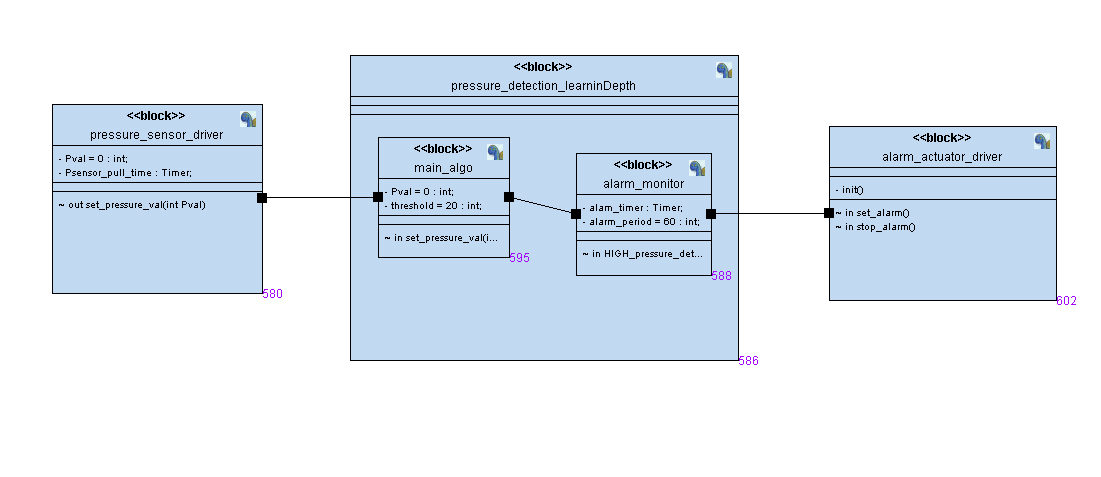 <<block>>
pressure_sensor_driver
- Pval = 0 : int;
- Psensor_pull_time : Timer;
~ out set_pressure_val(int Pval)
580
<<block>>
pressure_detection_learninDepth
<<block>>
main_algo
- Pval = 0 : int;
- threshold = 20 : int;
~ in set_pressure_val(i...
595
<<block>>
alarm_monitor
- alam_timer : Timer;
- alarm_period = 60 : int;
~ in HIGH_pressure_det...
588
586
<<block>>
alarm_actuator_driver
- init()
~ in set_alarm()
~ in stop_alarm()
602